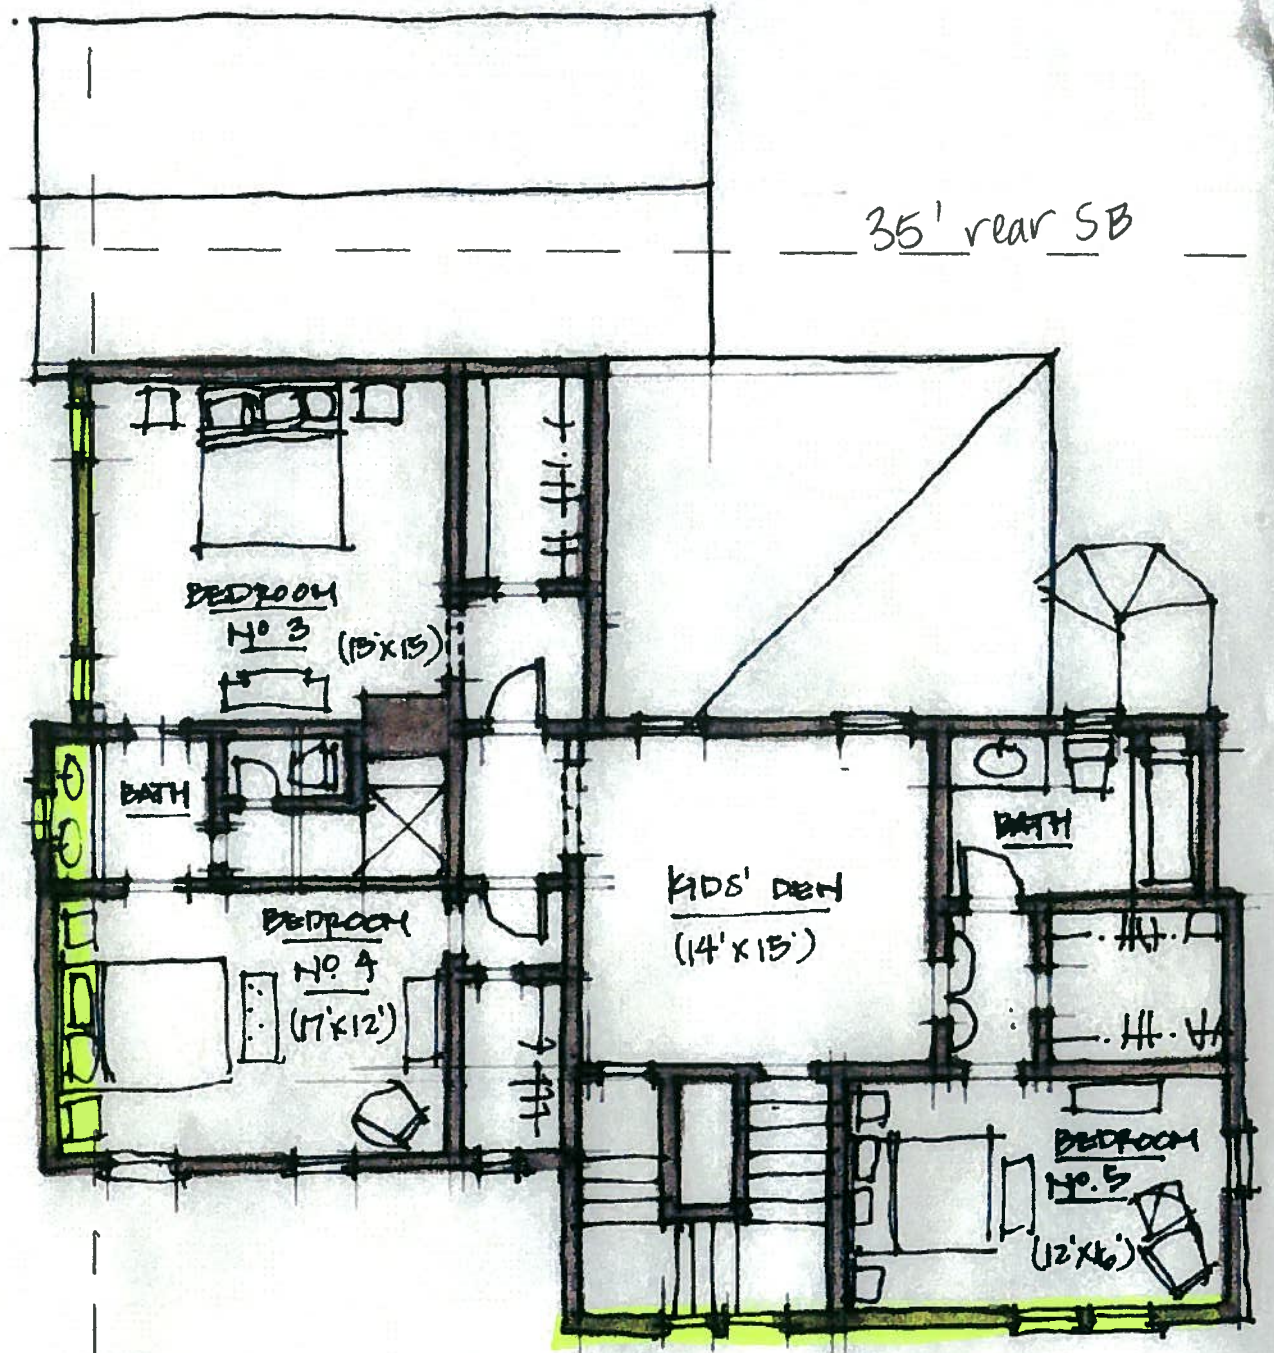 35' rear SB
BEDROOM
Nº 3
(13'x15')
BATH
BEDROOM
Nº. 4
(17'x12')
KIDS' DEN
(14'x15')
BATH
BEDROOM
Nº. 5
(12'x16')